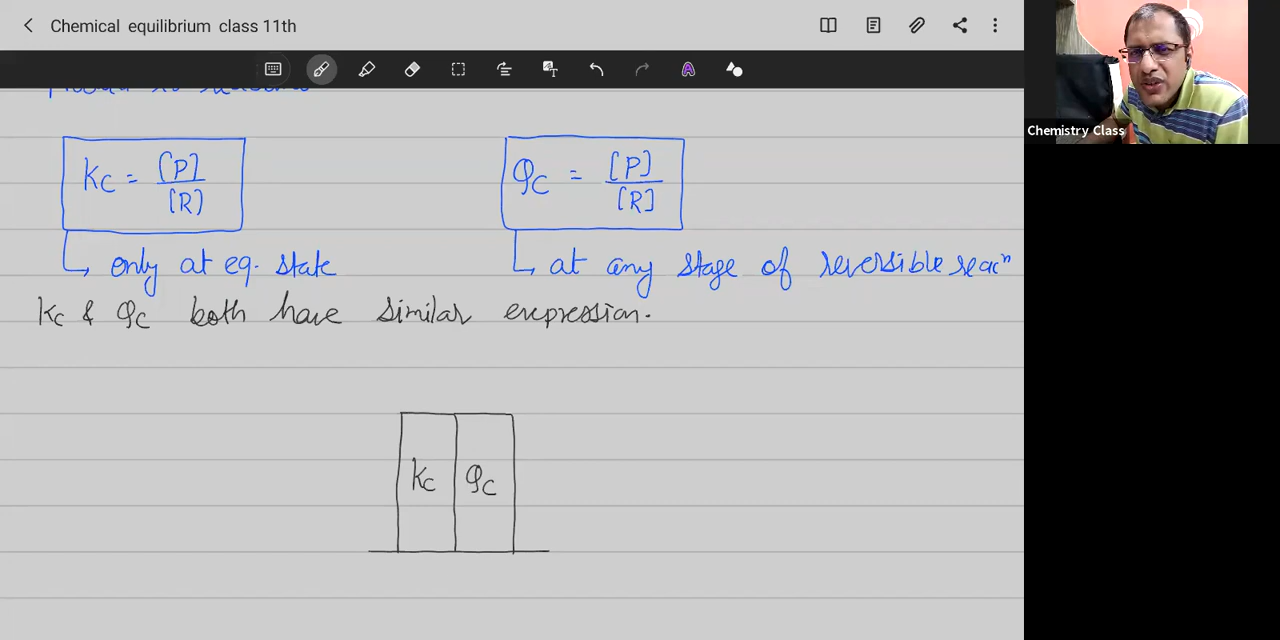 Chemical equilibrium class 11th
Chemistry Class
Kc = [P] / [R]
Qc = [P] / [R]
only at eq. state
at any stage of reversible reacⁿ
Kc & Qc both have similar expression.
Kc Qc